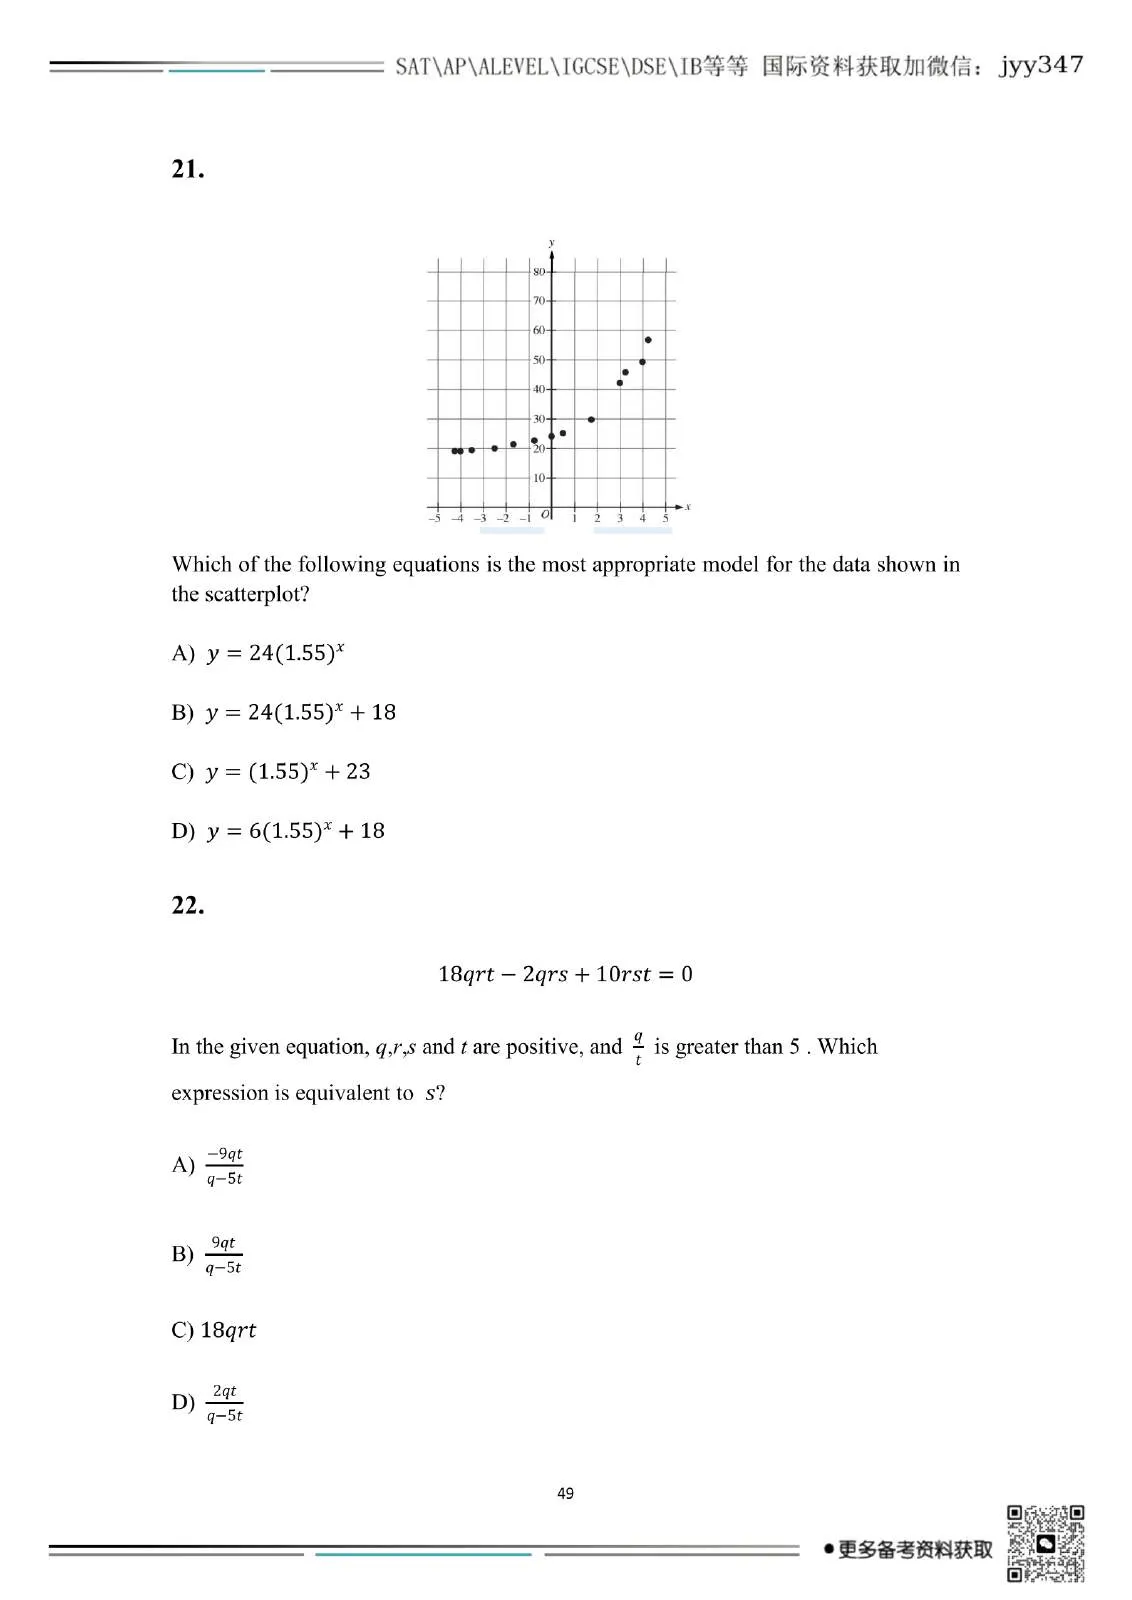 SAT\AP\ALEVEL\IGCSE\DSE\IB等等 国际资料获取加微信: jyy347
21.
y
80
70
60
50
40
30
20
10
-5 -4 -3 -2 -1 O 1 2 3 4 5 x
Which of the following equations is the most appropriate model for the data shown in
the scatterplot?
A) y = 24(1.55)^x
B) y = 24(1.55)^x + 18
C) y = (1.55)^x + 23
D) y = 6(1.55)^x + 18
22.
18qrt − 2qrs + 10rst = 0
In the given equation, q,r,s and t are positive, and q/t is greater than 5 . Which
expression is equivalent to s?
A) −9qt/q−5t
B) 9qt/q−5t
C) 18qrt
D) 2qt/q−5t
49
●更多备考资料获取